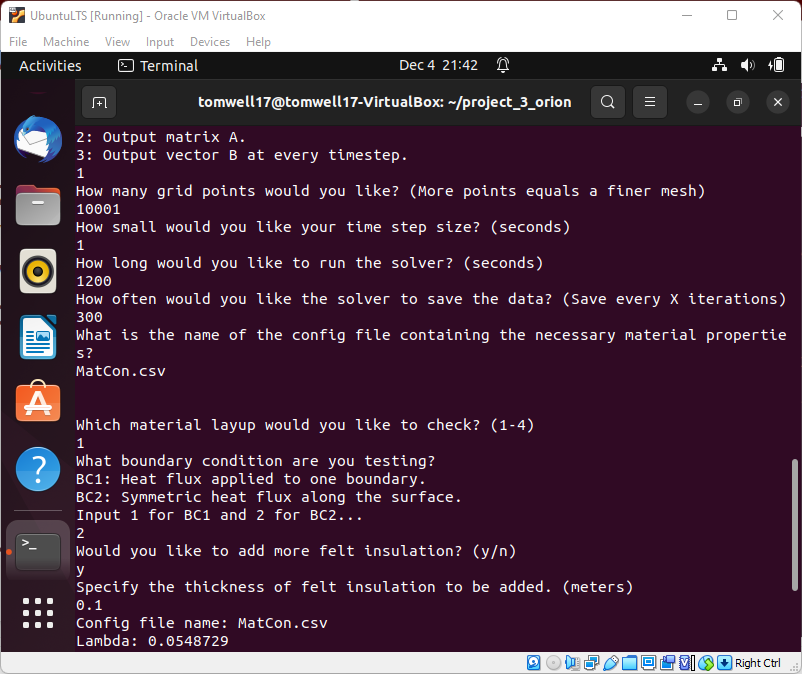 UbuntuLTS [Running] - Oracle VM VirtualBox
File Machine View Input Devices Help
Activities Terminal Dec 4 21:42
tomwell17@tomwell17-VirtualBox: ~/project_3_orion
2: Output matrix A.
3: Output vector B at every timestep.
1
How many grid points would you like? (More points equals a finer mesh)
10001
How small would you like your time step size? (seconds)
1
How long would you like to run the solver? (seconds)
1200
How often would you like the solver to save the data? (Save every X iterations)
300
What is the name of the config file containing the necessary material propertie
s?
MatCon.csv
Which material layup would you like to check? (1-4)
1
What boundary condition are you testing?
BC1: Heat flux applied to one boundary.
BC2: Symmetric heat flux along the surface.
Input 1 for BC1 and 2 for BC2...
2
Would you like to add more felt insulation? (y/n)
y
Specify the thickness of felt insulation to be added. (meters)
0.1
Config file name: MatCon.csv
Lambda: 0.0548729
Right Ctrl